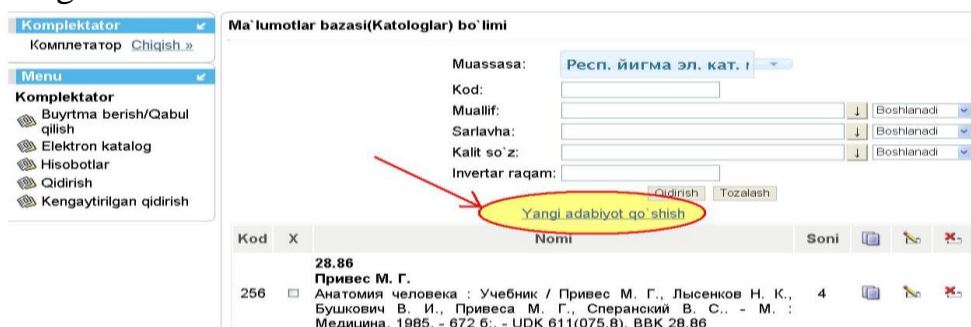 Komplektator
Комплетатор Chiqish »
Menu
Komplektator
Buyrtma berish/Qabul
qilish
Elektron katalog
Hisobotlar
Qidirish
Kengaytirilgan qidirish
Ma`lumotlar bazasi(Katologlar) bo`limi
Muassasa: Респ. йигма эл. кат.
Kod:
Muallif: ↓ Boshlanadi
Sarlavha: ↓ Boshlanadi
Kalit so`z: ↓ Boshlanadi
Invertar raqam:
Qidirish Tozalash
Yangi adabiyot qo`shish
Kod X Nomi Soni
28.86
Привес М. Г.
256 Анатомия человека : Учебник / Привес М. Г., Лысенков Н. К., 4
Бушкович В. И., Привеса М. Г., Сперанский В. С.. - М. :
Медицина, 1985. - 672 б;. - UDK 611(075.8). BBK 28.86